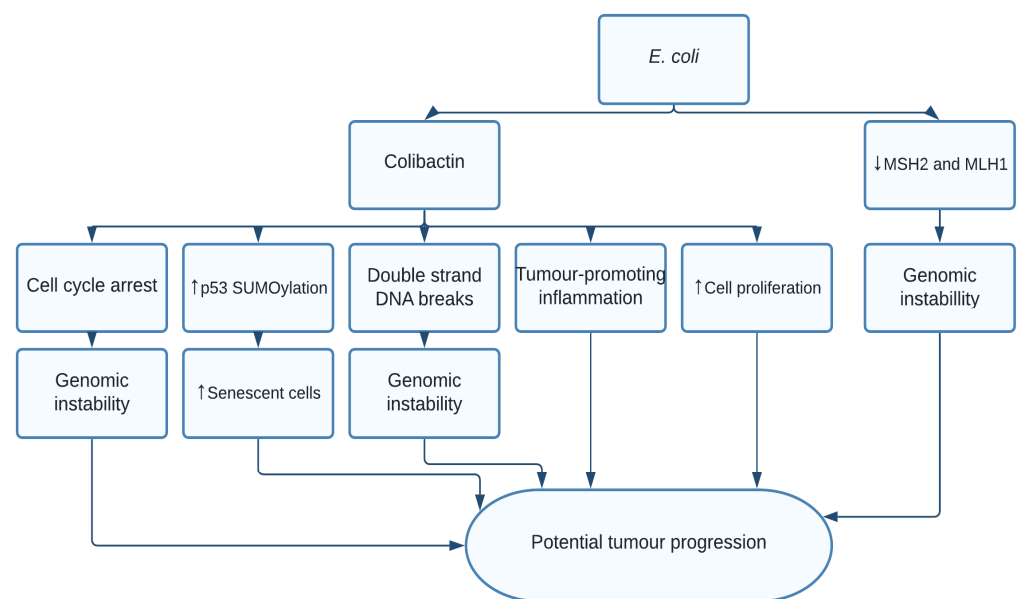 E. coli
Colibactin
↓MSH2 and MLH1
Cell cycle arrest
↑p53 SUMOylation
Double strand
DNA breaks
Tumour-promoting
inflammation
↑Cell proliferation
Genomic
instabillity
Genomic
instability
↑Senescent cells
Genomic
instability
Potential tumour progression